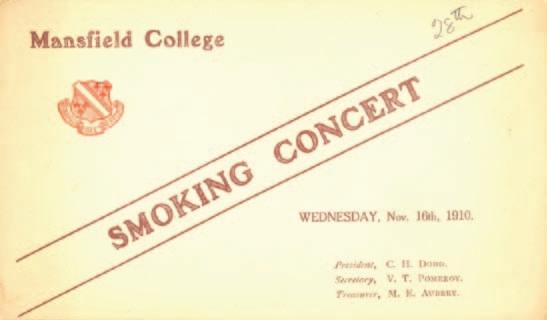 28th
Mansfield College
SMOKING CONCERT
WEDNESDAY, Nov. 16th, 1910.
President, C. H. Dodd.
Secretary, V. T. Pomeroy.
Treasurer, M. E. Aubrey.